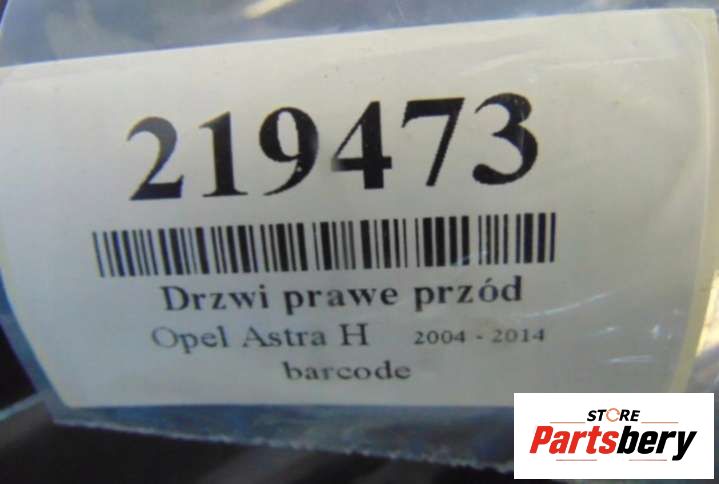 219473
Drzwi prawe przód
Opel Astra H 2004 - 2014
barcode
STORE
Partsbery